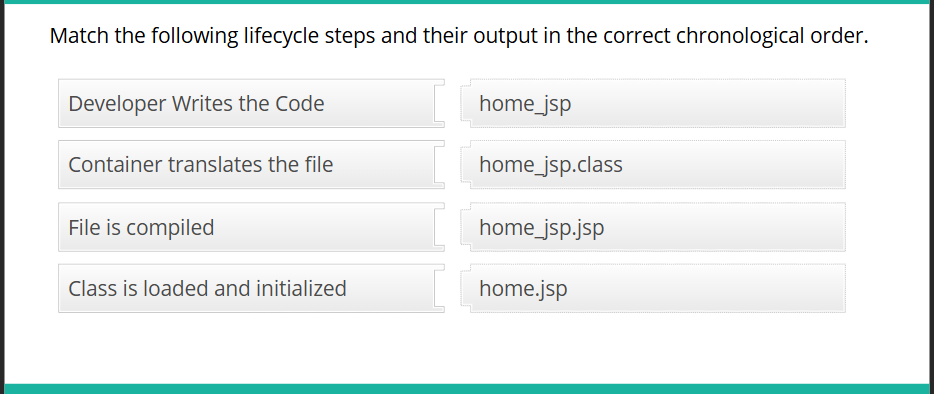 Match the following lifecycle steps and their output in the correct chronological order.
Developer Writes the Code
home_jsp
Container translates the file
home_jsp.class
File is compiled
home_jsp.jsp
Class is loaded and initialized
home.jsp